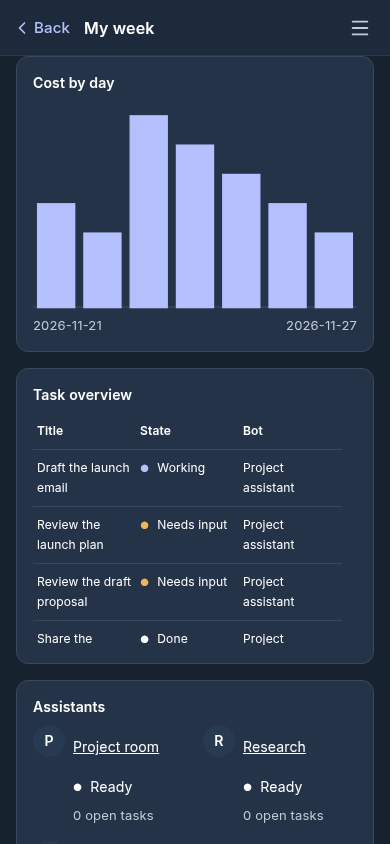 Back My week
Cost by day
2026-11-21 2026-11-27
Task overview
Title State Bot
Draft the launch email Working Project assistant
Review the launch plan Needs input Project assistant
Review the draft proposal Needs input Project assistant
Share the Done Project
Assistants
P Project room R Research
Ready Ready
0 open tasks 0 open tasks